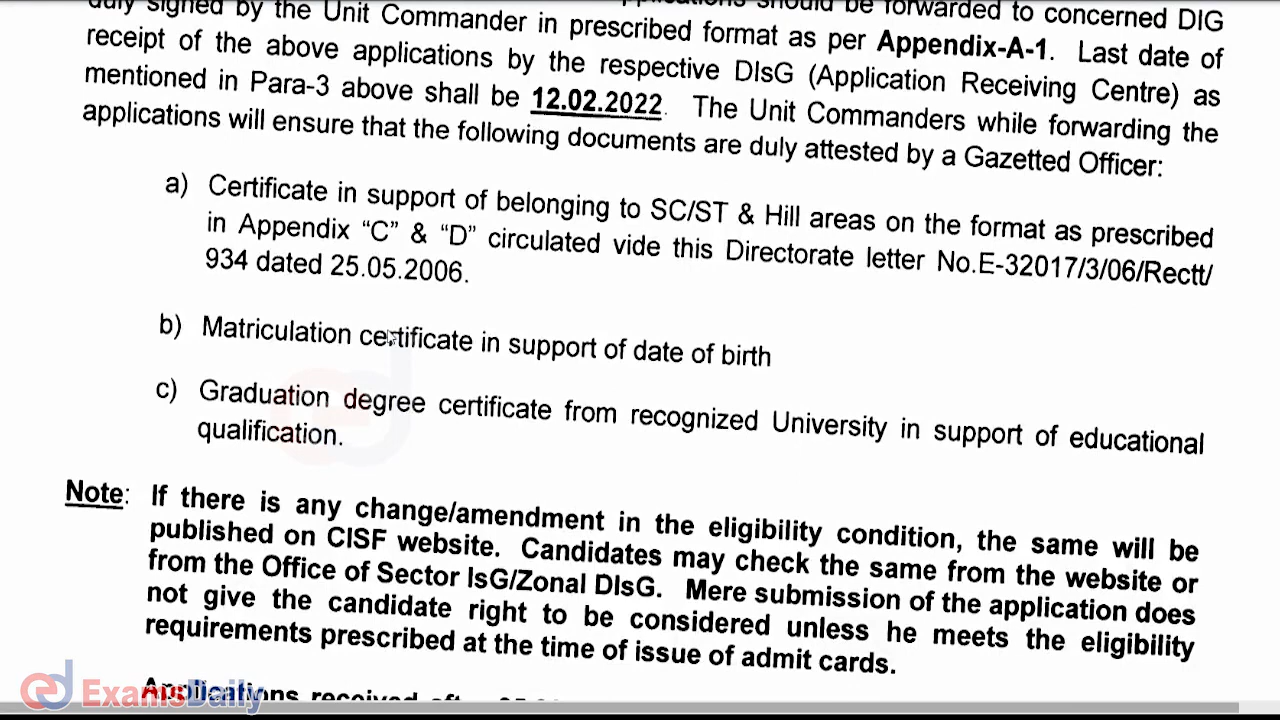 duly signed by the Unit Commander in prescribed format as per Appendix-A-1. Last date of
should be forwarded to concerned DIG
receipt of the above applications by the respective DIsG (Application Receiving Centre) as
mentioned in Para-3 above shall be 12.02.2022. The Unit Commanders while forwarding the
applications will ensure that the following documents are duly attested by a Gazetted Officer:
a) Certificate in support of belonging to SC/ST & Hill areas on the format as prescribed
in Appendix “C” & “D” circulated vide this Directorate letter No.E-32017/3/06/Rectt/
934 dated 25.05.2006.
b) Matriculation certificate in support of date of birth
c) Graduation degree certificate from recognized University in support of educational
qualification.
Note: If there is any change/amendment in the eligibility condition, the same will be
published on CISF website. Candidates may check the same from the website or
from the Office of Sector IsG/Zonal DIsG. Mere submission of the application does
not give the candidate right to be considered unless he meets the eligibility
requirements prescribed at the time of issue of admit cards.
Applications received
ExamsDaily